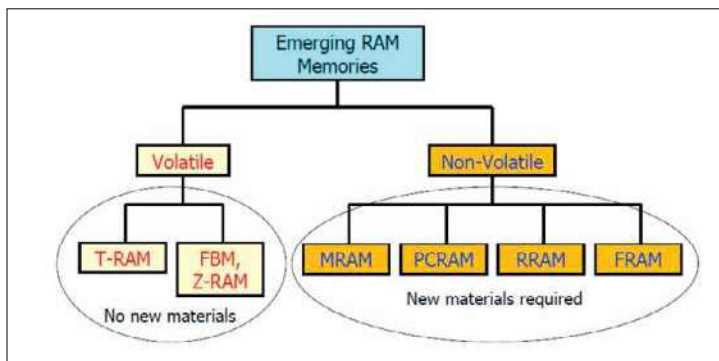 Emerging RAM
Memories
Volatile
Non-Volatile
T-RAM
FBM,
Z-RAM
MRAM
PCRAM
RRAM
FRAM
No new materials
New materials required